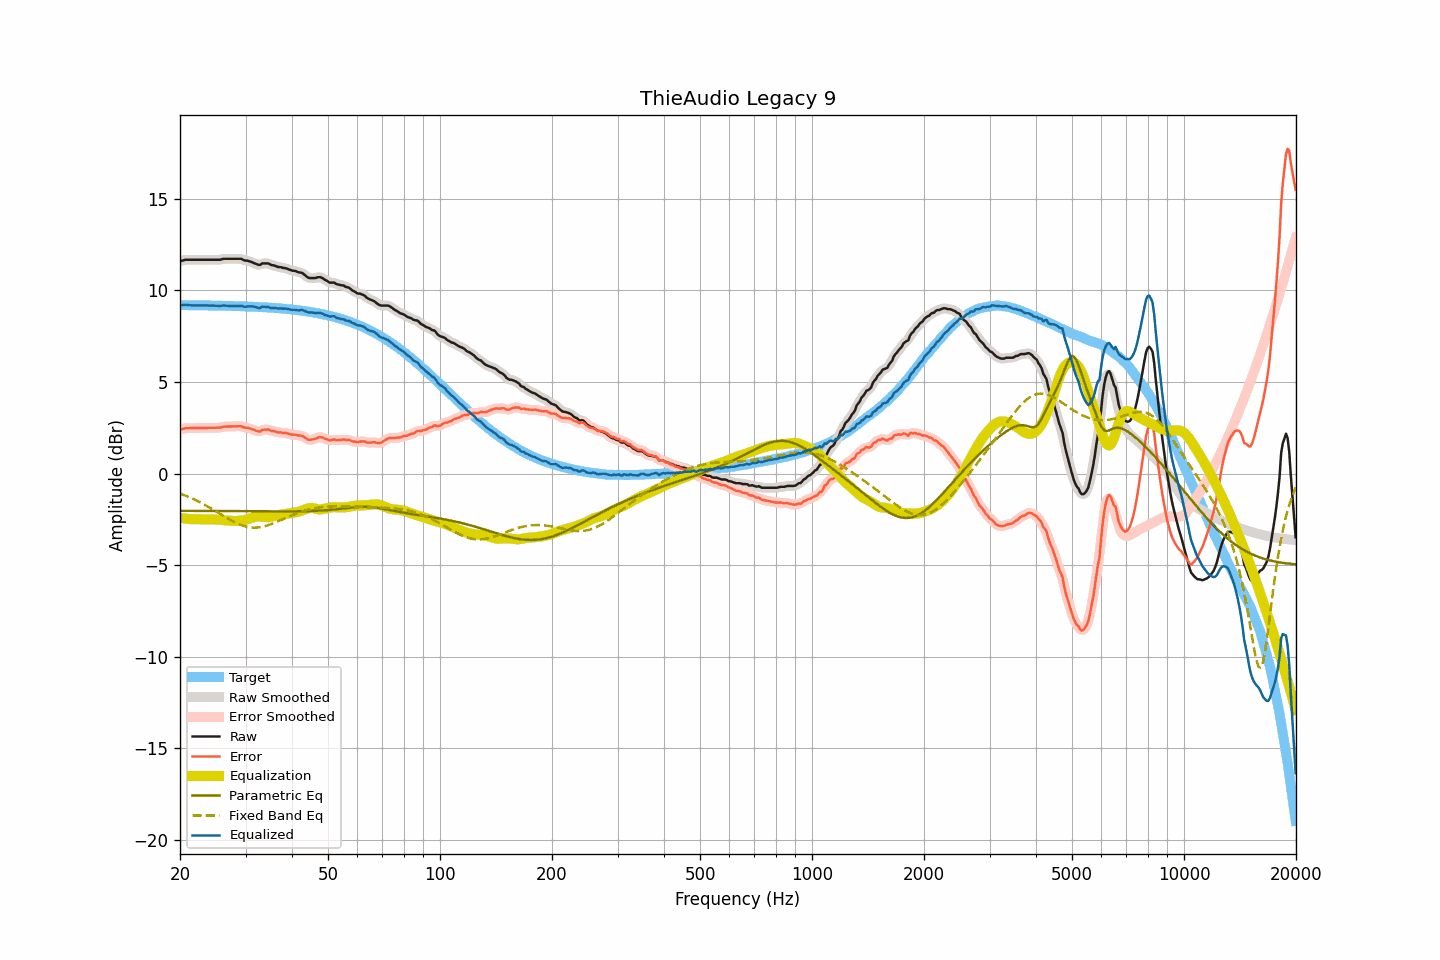 ThieAudio Legacy 9
Amplitude (dBr)
15
10
5
0
−5
−10
−15
−20
Target
Raw Smoothed
Error Smoothed
Raw
Error
Equalization
Parametric Eq
Fixed Band Eq
Equalized
20 50 100 200 500 1000 2000 5000 10000 20000
Frequency (Hz)